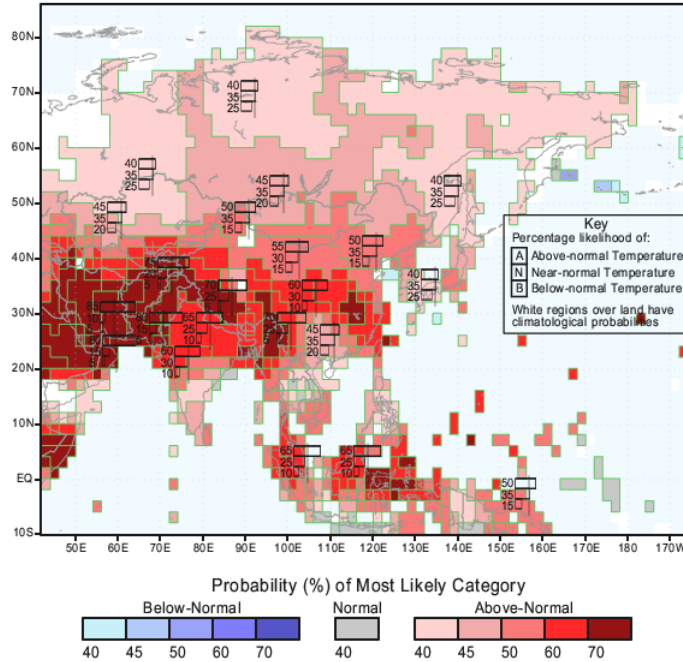 80N
70N
60N
50N
40N
30N
20N
10N
EQ
10S
40
35
25
40
35
25
45
35
20
45
35
20
50
35
15
40
35
25
55
30
15
50
35
15
40
35
25
70
60
30
10
65
25
10
45
35
20
60
30
10
65
25
10
65
25
10
50
35
15
Key
Percentage likelihood of:
A Above-normal Temperature
N Near-normal Temperature
B Below-normal Temperature
White regions over land have
climatological probabilities
50E 60E 70E 80E 90E 100E 110E 120E 130E 140E 150E 160E 170E 180 170W
Probability (%) of Most Likely Category
Below-Normal Normal Above-Normal
40 45 50 60 70 40 40 45 50 60 70